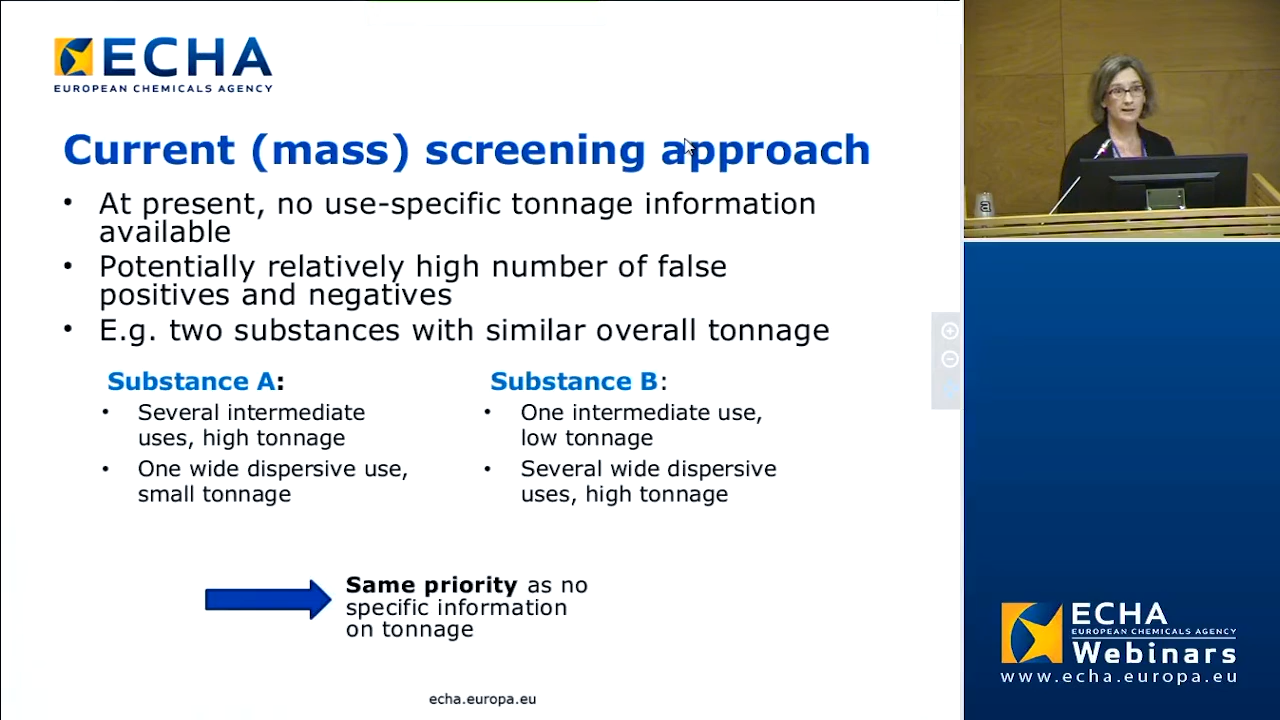 ECHA
EUROPEAN CHEMICALS AGENCY
Current (mass) screening approach
• At present, no use-specific tonnage information
available
• Potentially relatively high number of false
positives and negatives
• E.g. two substances with similar overall tonnage
Substance A:
• Several intermediate
uses, high tonnage
• One wide dispersive use,
small tonnage
Substance B:
• One intermediate use,
low tonnage
• Several wide dispersive
uses, high tonnage
Same priority as no
specific information
on tonnage
echa.europa.eu
ECHA
EUROPEAN CHEMICALS AGENCY
Webinars
www.echa.europa.eu